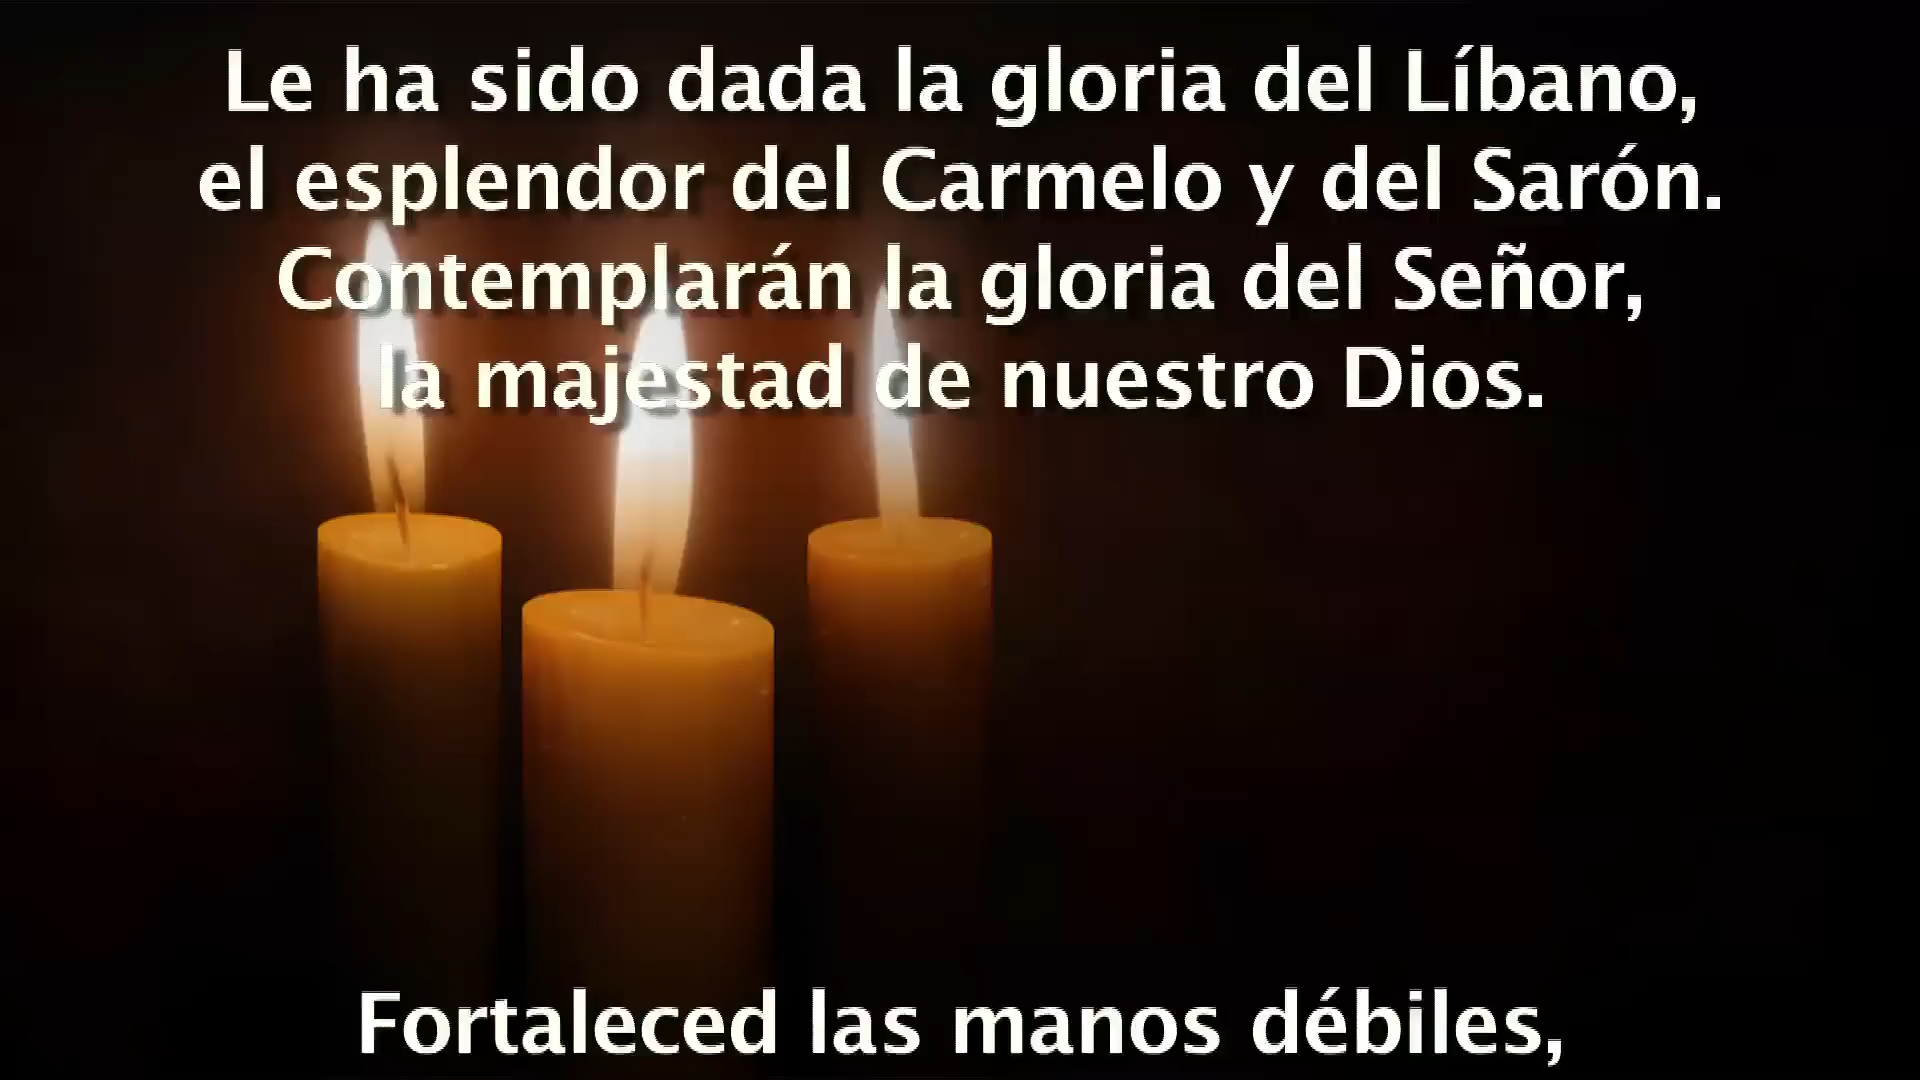 Le ha sido dada la gloria del Líbano,
el esplendor del Carmelo y del Sarón.
Contemplarán la gloria del Señor,
la majestad de nuestro Dios.
Fortaleced las manos débiles,